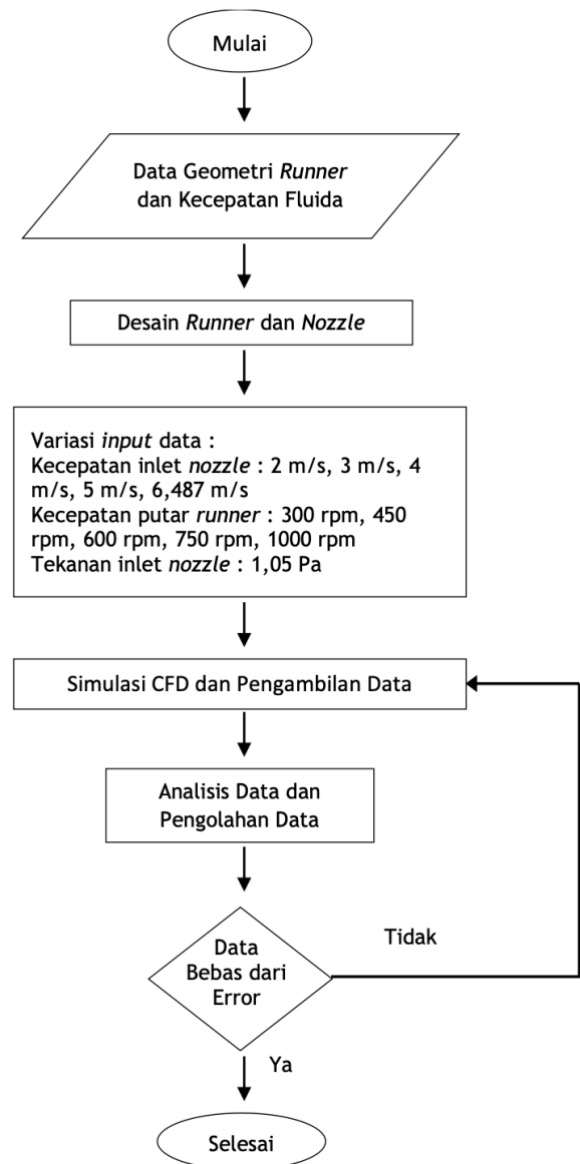 Mulai
Data Geometri Runner
dan Kecepatan Fluida
Desain Runner dan Nozzle
Variasi input data :
Kecepatan inlet nozzle : 2 m/s, 3 m/s, 4
m/s, 5 m/s, 6,487 m/s
Kecepatan putar runner : 300 rpm, 450
rpm, 600 rpm, 750 rpm, 1000 rpm
Tekanan inlet nozzle : 1,05 Pa
Simulasi CFD dan Pengambilan Data
Analisis Data dan
Pengolahan Data
Data
Bebas dari
Error
Tidak
Ya
Selesai